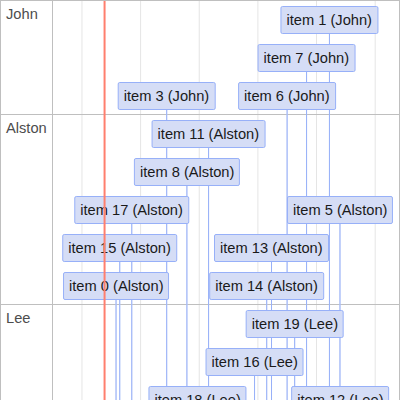 John
item 1 (John)
item 7 (John)
item 3 (John)
item 6 (John)
Alston
item 11 (Alston)
item 8 (Alston)
item 17 (Alston)
item 5 (Alston)
item 15 (Alston)
item 13 (Alston)
item 0 (Alston)
item 14 (Alston)
Lee
item 19 (Lee)
item 16 (Lee)
item 18 (Lee)
item 12 (Lee)